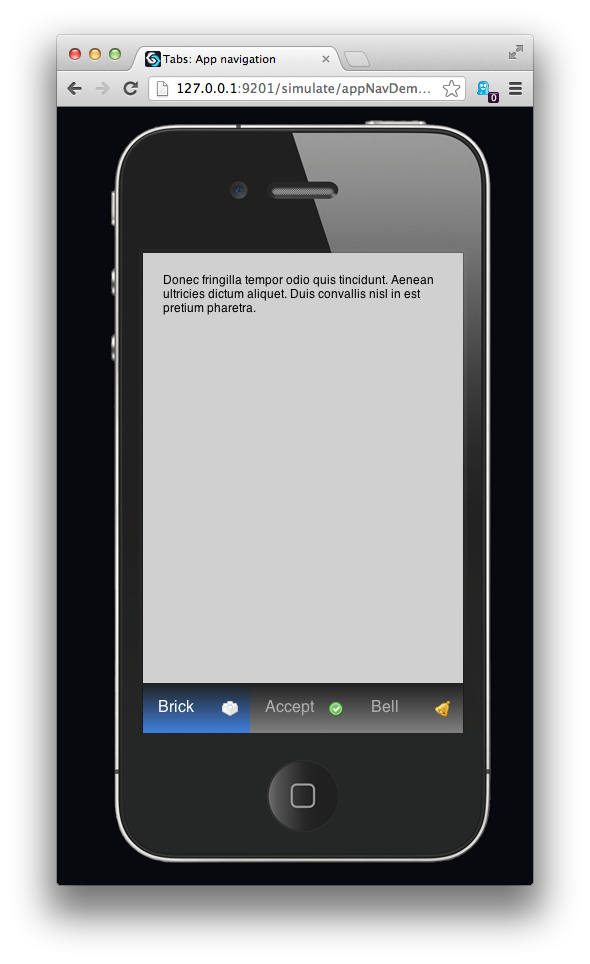 Tabs: App navigation
127.0.0.1:9201/simulate/appNavDem...
0
Donec fringilla tempor odio quis tincidunt. Aenean
ultricies dictum aliquet. Duis convallis nisl in est
pretium pharetra.
Brick Accept Bell